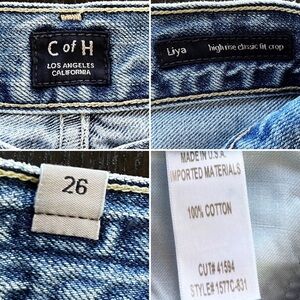 C of H
LOS ANGELES
CALIFORNIA
Liya high rise classic fit crop
26
MADE IN U.S.A.
IMPORTED MATERIALS
100% COTTON
CUT# 41594
STYLE# 1577C-831